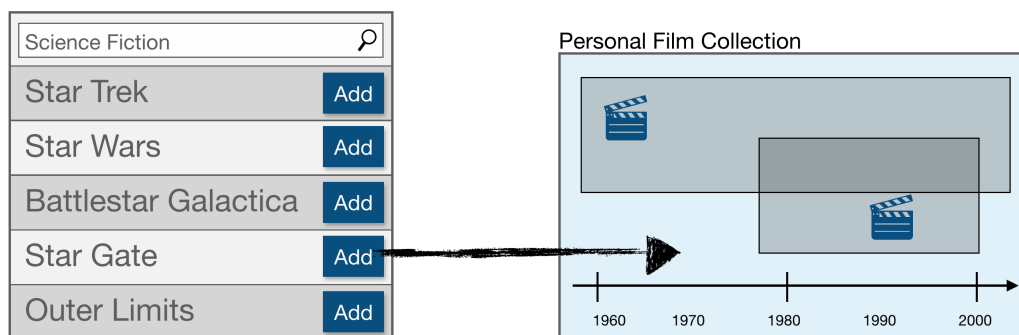 Science Fiction
Star Trek Add
Star Wars Add
Battlestar Galactica Add
Star Gate Add
Outer Limits Add
Personal Film Collection
1960 1970 1980 1990 2000